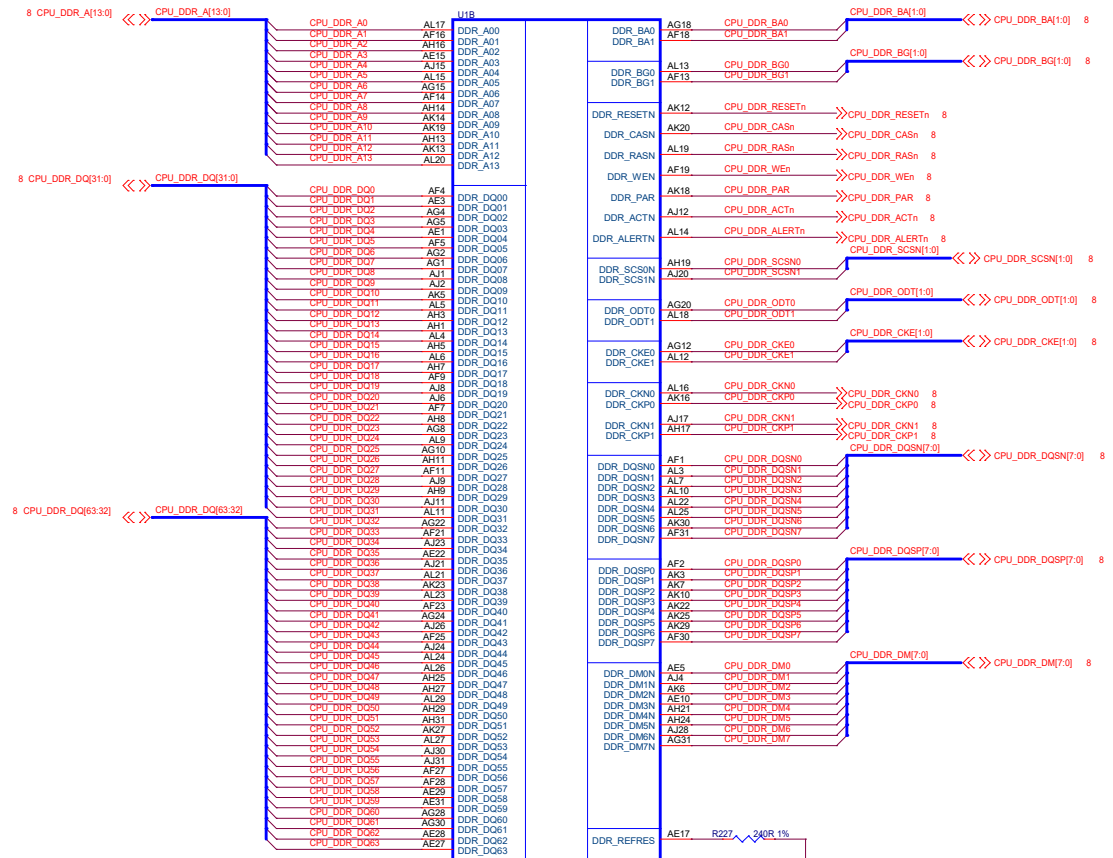 U1B
8 CPU_DDR_A[13:0] CPU_DDR_A[13:0]
CPU_DDR_A0 AL17 DDR_A00
CPU_DDR_A1 AF16 DDR_A01
CPU_DDR_A2 AH16 DDR_A02
CPU_DDR_A3 AE15 DDR_A03
CPU_DDR_A4 AJ15 DDR_A04
CPU_DDR_A5 AL15 DDR_A05
CPU_DDR_A6 AG15 DDR_A06
CPU_DDR_A7 AF14 DDR_A07
CPU_DDR_A8 AH14 DDR_A08
CPU_DDR_A9 AK14 DDR_A09
CPU_DDR_A10 AK19 DDR_A10
CPU_DDR_A11 AH13 DDR_A11
CPU_DDR_A12 AK13 DDR_A12
CPU_DDR_A13 AL20 DDR_A13
8 CPU_DDR_DQ[31:0] CPU_DDR_DQ[31:0]
CPU_DDR_DQ0 AF4 DDR_DQ00
CPU_DDR_DQ1 AE3 DDR_DQ01
CPU_DDR_DQ2 AG4 DDR_DQ02
CPU_DDR_DQ3 AG5 DDR_DQ03
CPU_DDR_DQ4 AE1 DDR_DQ04
CPU_DDR_DQ5 AF5 DDR_DQ05
CPU_DDR_DQ6 AG2 DDR_DQ06
CPU_DDR_DQ7 AG1 DDR_DQ07
CPU_DDR_DQ8 AJ1 DDR_DQ08
CPU_DDR_DQ9 AJ2 DDR_DQ09
CPU_DDR_DQ10 AK5 DDR_DQ10
CPU_DDR_DQ11 AL5 DDR_DQ11
CPU_DDR_DQ12 AH3 DDR_DQ12
CPU_DDR_DQ13 AH1 DDR_DQ13
CPU_DDR_DQ14 AL4 DDR_DQ14
CPU_DDR_DQ15 AH5 DDR_DQ15
CPU_DDR_DQ16 AL6 DDR_DQ16
CPU_DDR_DQ17 AH7 DDR_DQ17
CPU_DDR_DQ18 AF9 DDR_DQ18
CPU_DDR_DQ19 AJ8 DDR_DQ19
CPU_DDR_DQ20 AJ6 DDR_DQ20
CPU_DDR_DQ21 AF7 DDR_DQ21
CPU_DDR_DQ22 AH8 DDR_DQ22
CPU_DDR_DQ23 AG8 DDR_DQ23
CPU_DDR_DQ24 AL9 DDR_DQ24
CPU_DDR_DQ25 AG10 DDR_DQ25
CPU_DDR_DQ26 AH11 DDR_DQ26
CPU_DDR_DQ27 AF11 DDR_DQ27
CPU_DDR_DQ28 AJ9 DDR_DQ28
CPU_DDR_DQ29 AH9 DDR_DQ29
CPU_DDR_DQ30 AJ11 DDR_DQ30
CPU_DDR_DQ31 AL11 DDR_DQ31
8 CPU_DDR_DQ[63:32] CPU_DDR_DQ[63:32]
CPU_DDR_DQ32 AG22 DDR_DQ32
CPU_DDR_DQ33 AF21 DDR_DQ33
CPU_DDR_DQ34 AJ23 DDR_DQ34
CPU_DDR_DQ35 AE22 DDR_DQ35
CPU_DDR_DQ36 AJ21 DDR_DQ36
CPU_DDR_DQ37 AL21 DDR_DQ37
CPU_DDR_DQ38 AK23 DDR_DQ38
CPU_DDR_DQ39 AL23 DDR_DQ39
CPU_DDR_DQ40 AF23 DDR_DQ40
CPU_DDR_DQ41 AG24 DDR_DQ41
CPU_DDR_DQ42 AJ26 DDR_DQ42
CPU_DDR_DQ43 AF25 DDR_DQ43
CPU_DDR_DQ44 AJ24 DDR_DQ44
CPU_DDR_DQ45 AL24 DDR_DQ45
CPU_DDR_DQ46 AL26 DDR_DQ46
CPU_DDR_DQ47 AH25 DDR_DQ47
CPU_DDR_DQ48 AH27 DDR_DQ48
CPU_DDR_DQ49 AL29 DDR_DQ49
CPU_DDR_DQ50 AH29 DDR_DQ50
CPU_DDR_DQ51 AH31 DDR_DQ51
CPU_DDR_DQ52 AK27 DDR_DQ52
CPU_DDR_DQ53 AL27 DDR_DQ53
CPU_DDR_DQ54 AJ30 DDR_DQ54
CPU_DDR_DQ55 AJ31 DDR_DQ55
CPU_DDR_DQ56 AF27 DDR_DQ56
CPU_DDR_DQ57 AF28 DDR_DQ57
CPU_DDR_DQ58 AE29 DDR_DQ58
CPU_DDR_DQ59 AE31 DDR_DQ59
CPU_DDR_DQ60 AG28 DDR_DQ60
CPU_DDR_DQ61 AG30 DDR_DQ61
CPU_DDR_DQ62 AE28 DDR_DQ62
CPU_DDR_DQ63 AE27 DDR_DQ63
CPU_DDR_BA[1:0] CPU_DDR_BA[1:0] 8
DDR_BA0 AG18 CPU_DDR_BA0
DDR_BA1 AF18 CPU_DDR_BA1
CPU_DDR_BG[1:0] CPU_DDR_BG[1:0] 8
DDR_BG0 AL13 CPU_DDR_BG0
DDR_BG1 AF13 CPU_DDR_BG1
DDR_RESETN AK12 CPU_DDR_RESETn CPU_DDR_RESETn 8
DDR_CASN AK20 CPU_DDR_CASn CPU_DDR_CASn 8
DDR_RASN AL19 CPU_DDR_RASn CPU_DDR_RASn 8
DDR_WEN AF19 CPU_DDR_WEn CPU_DDR_WEn 8
DDR_PAR AK18 CPU_DDR_PAR CPU_DDR_PAR 8
DDR_ACTN AJ12 CPU_DDR_ACTn CPU_DDR_ACTn 8
DDR_ALERTN AL14 CPU_DDR_ALERTn CPU_DDR_ALERTn 8
CPU_DDR_SCSN[1:0] CPU_DDR_SCSN[1:0] 8
DDR_SCS0N AH19 CPU_DDR_SCSN0
DDR_SCS1N AJ20 CPU_DDR_SCSN1
CPU_DDR_ODT[1:0] CPU_DDR_ODT[1:0] 8
DDR_ODT0 AG20 CPU_DDR_ODT0
DDR_ODT1 AL18 CPU_DDR_ODT1
CPU_DDR_CKE[1:0] CPU_DDR_CKE[1:0] 8
DDR_CKE0 AG12 CPU_DDR_CKE0
DDR_CKE1 AL12 CPU_DDR_CKE1
DDR_CKN0 AL16 CPU_DDR_CKN0 CPU_DDR_CKN0 8
DDR_CKP0 AK16 CPU_DDR_CKP0 CPU_DDR_CKP0 8
DDR_CKN1 AJ17 CPU_DDR_CKN1 CPU_DDR_CKN1 8
DDR_CKP1 AH17 CPU_DDR_CKP1 CPU_DDR_CKP1 8
CPU_DDR_DQSN[7:0] CPU_DDR_DQSN[7:0] 8
DDR_DQSN0 AF1 CPU_DDR_DQSN0
DDR_DQSN1 AL3 CPU_DDR_DQSN1
DDR_DQSN2 AL7 CPU_DDR_DQSN2
DDR_DQSN3 AL10 CPU_DDR_DQSN3
DDR_DQSN4 AL22 CPU_DDR_DQSN4
DDR_DQSN5 AL25 CPU_DDR_DQSN5
DDR_DQSN6 AK30 CPU_DDR_DQSN6
DDR_DQSN7 AF31 CPU_DDR_DQSN7
CPU_DDR_DQSP[7:0] CPU_DDR_DQSP[7:0] 8
DDR_DQSP0 AF2 CPU_DDR_DQSP0
DDR_DQSP1 AK3 CPU_DDR_DQSP1
DDR_DQSP2 AK7 CPU_DDR_DQSP2
DDR_DQSP3 AK10 CPU_DDR_DQSP3
DDR_DQSP4 AK22 CPU_DDR_DQSP4
DDR_DQSP5 AK25 CPU_DDR_DQSP5
DDR_DQSP6 AK29 CPU_DDR_DQSP6
DDR_DQSP7 AF30 CPU_DDR_DQSP7
CPU_DDR_DM[7:0] CPU_DDR_DM[7:0] 8
DDR_DM0N AE5 CPU_DDR_DM0
DDR_DM1N AJ4 CPU_DDR_DM1
DDR_DM2N AK6 CPU_DDR_DM2
DDR_DM3N AE10 CPU_DDR_DM3
DDR_DM4N AH21 CPU_DDR_DM4
DDR_DM5N AH24 CPU_DDR_DM5
DDR_DM6N AJ28 CPU_DDR_DM6
DDR_DM7N AG31 CPU_DDR_DM7
DDR_REFRES AE17 R227 240R 1%